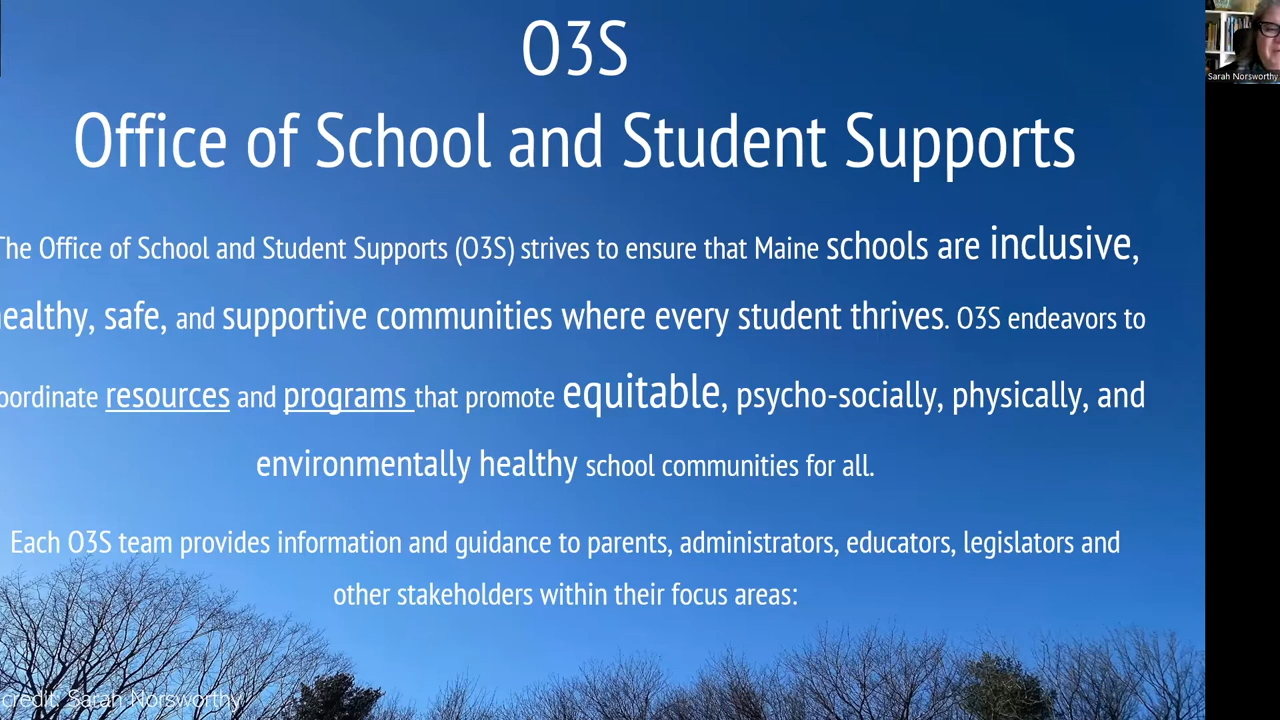 O3S
Office of School and Student Supports
The Office of School and Student Supports (O3S) strives to ensure that Maine schools are inclusive,
healthy, safe, and supportive communities where every student thrives. O3S endeavors to
coordinate resources and programs that promote equitable, psycho-socially, physically, and
environmentally healthy school communities for all.
Each O3S team provides information and guidance to parents, administrators, educators, legislators and
other stakeholders within their focus areas:
credit: Sarah Norsworthy
Sarah Norsworthy